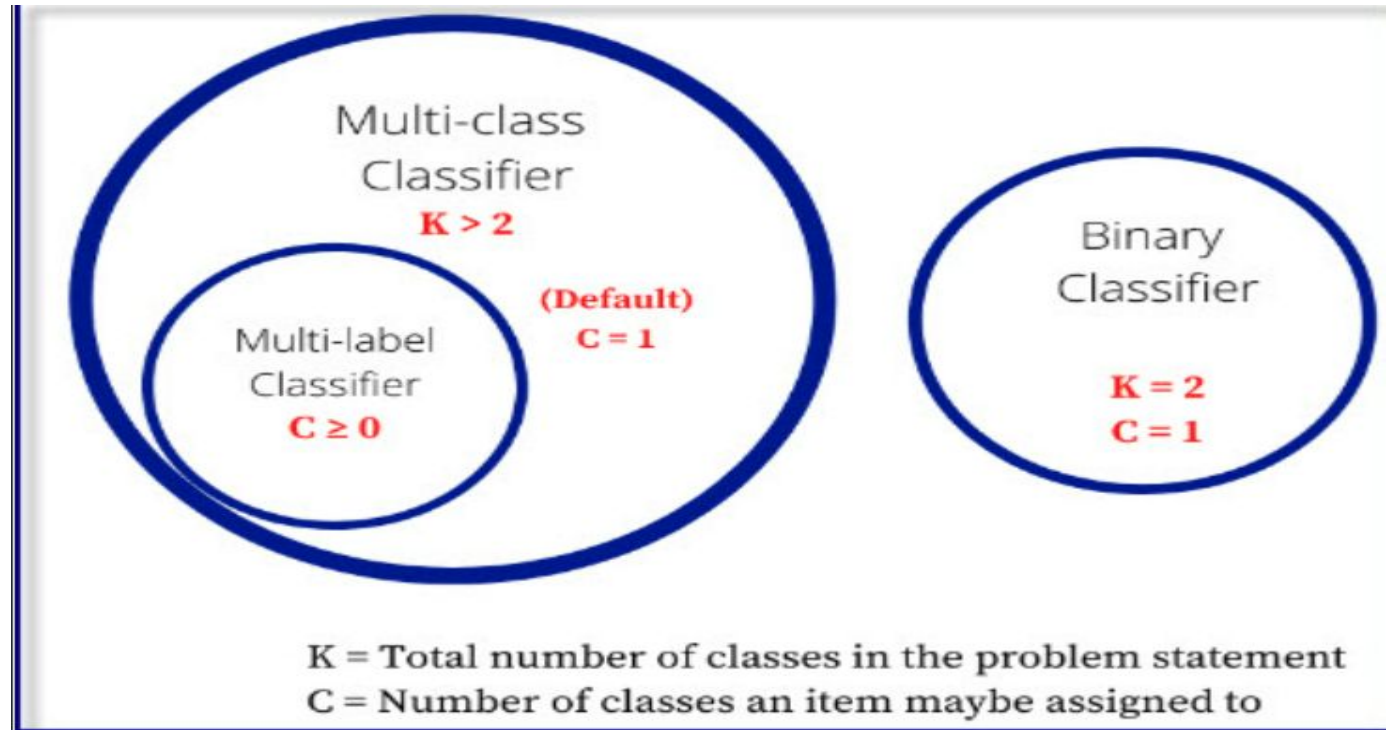 Multi-class
Classifier
K > 2
(Default)
C = 1
Multi-label
Classifier
C ≥ 0
Binary
Classifier
K = 2
C = 1
K = Total number of classes in the problem statement
C = Number of classes an item maybe assigned to